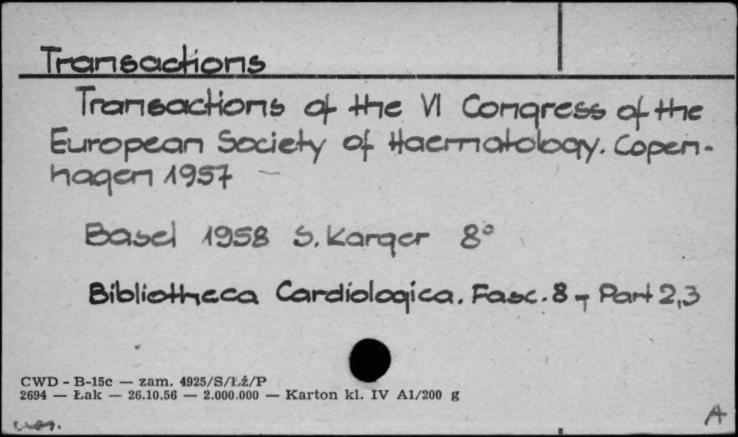 Transactions
Transactions of the VI Congress of the
European Society of Haematology. Copen-
hagen 1957
Basel 1958 S. Karger 8°
Bibliotheca Cardiologica. Fasc. 8, Part 2,3
CWD - B-15c — zam. 4925/S/Łź/P
2694 — Łak — 26.10.56 — 2.000.000 — Karton kl. IV A1/200 g
A